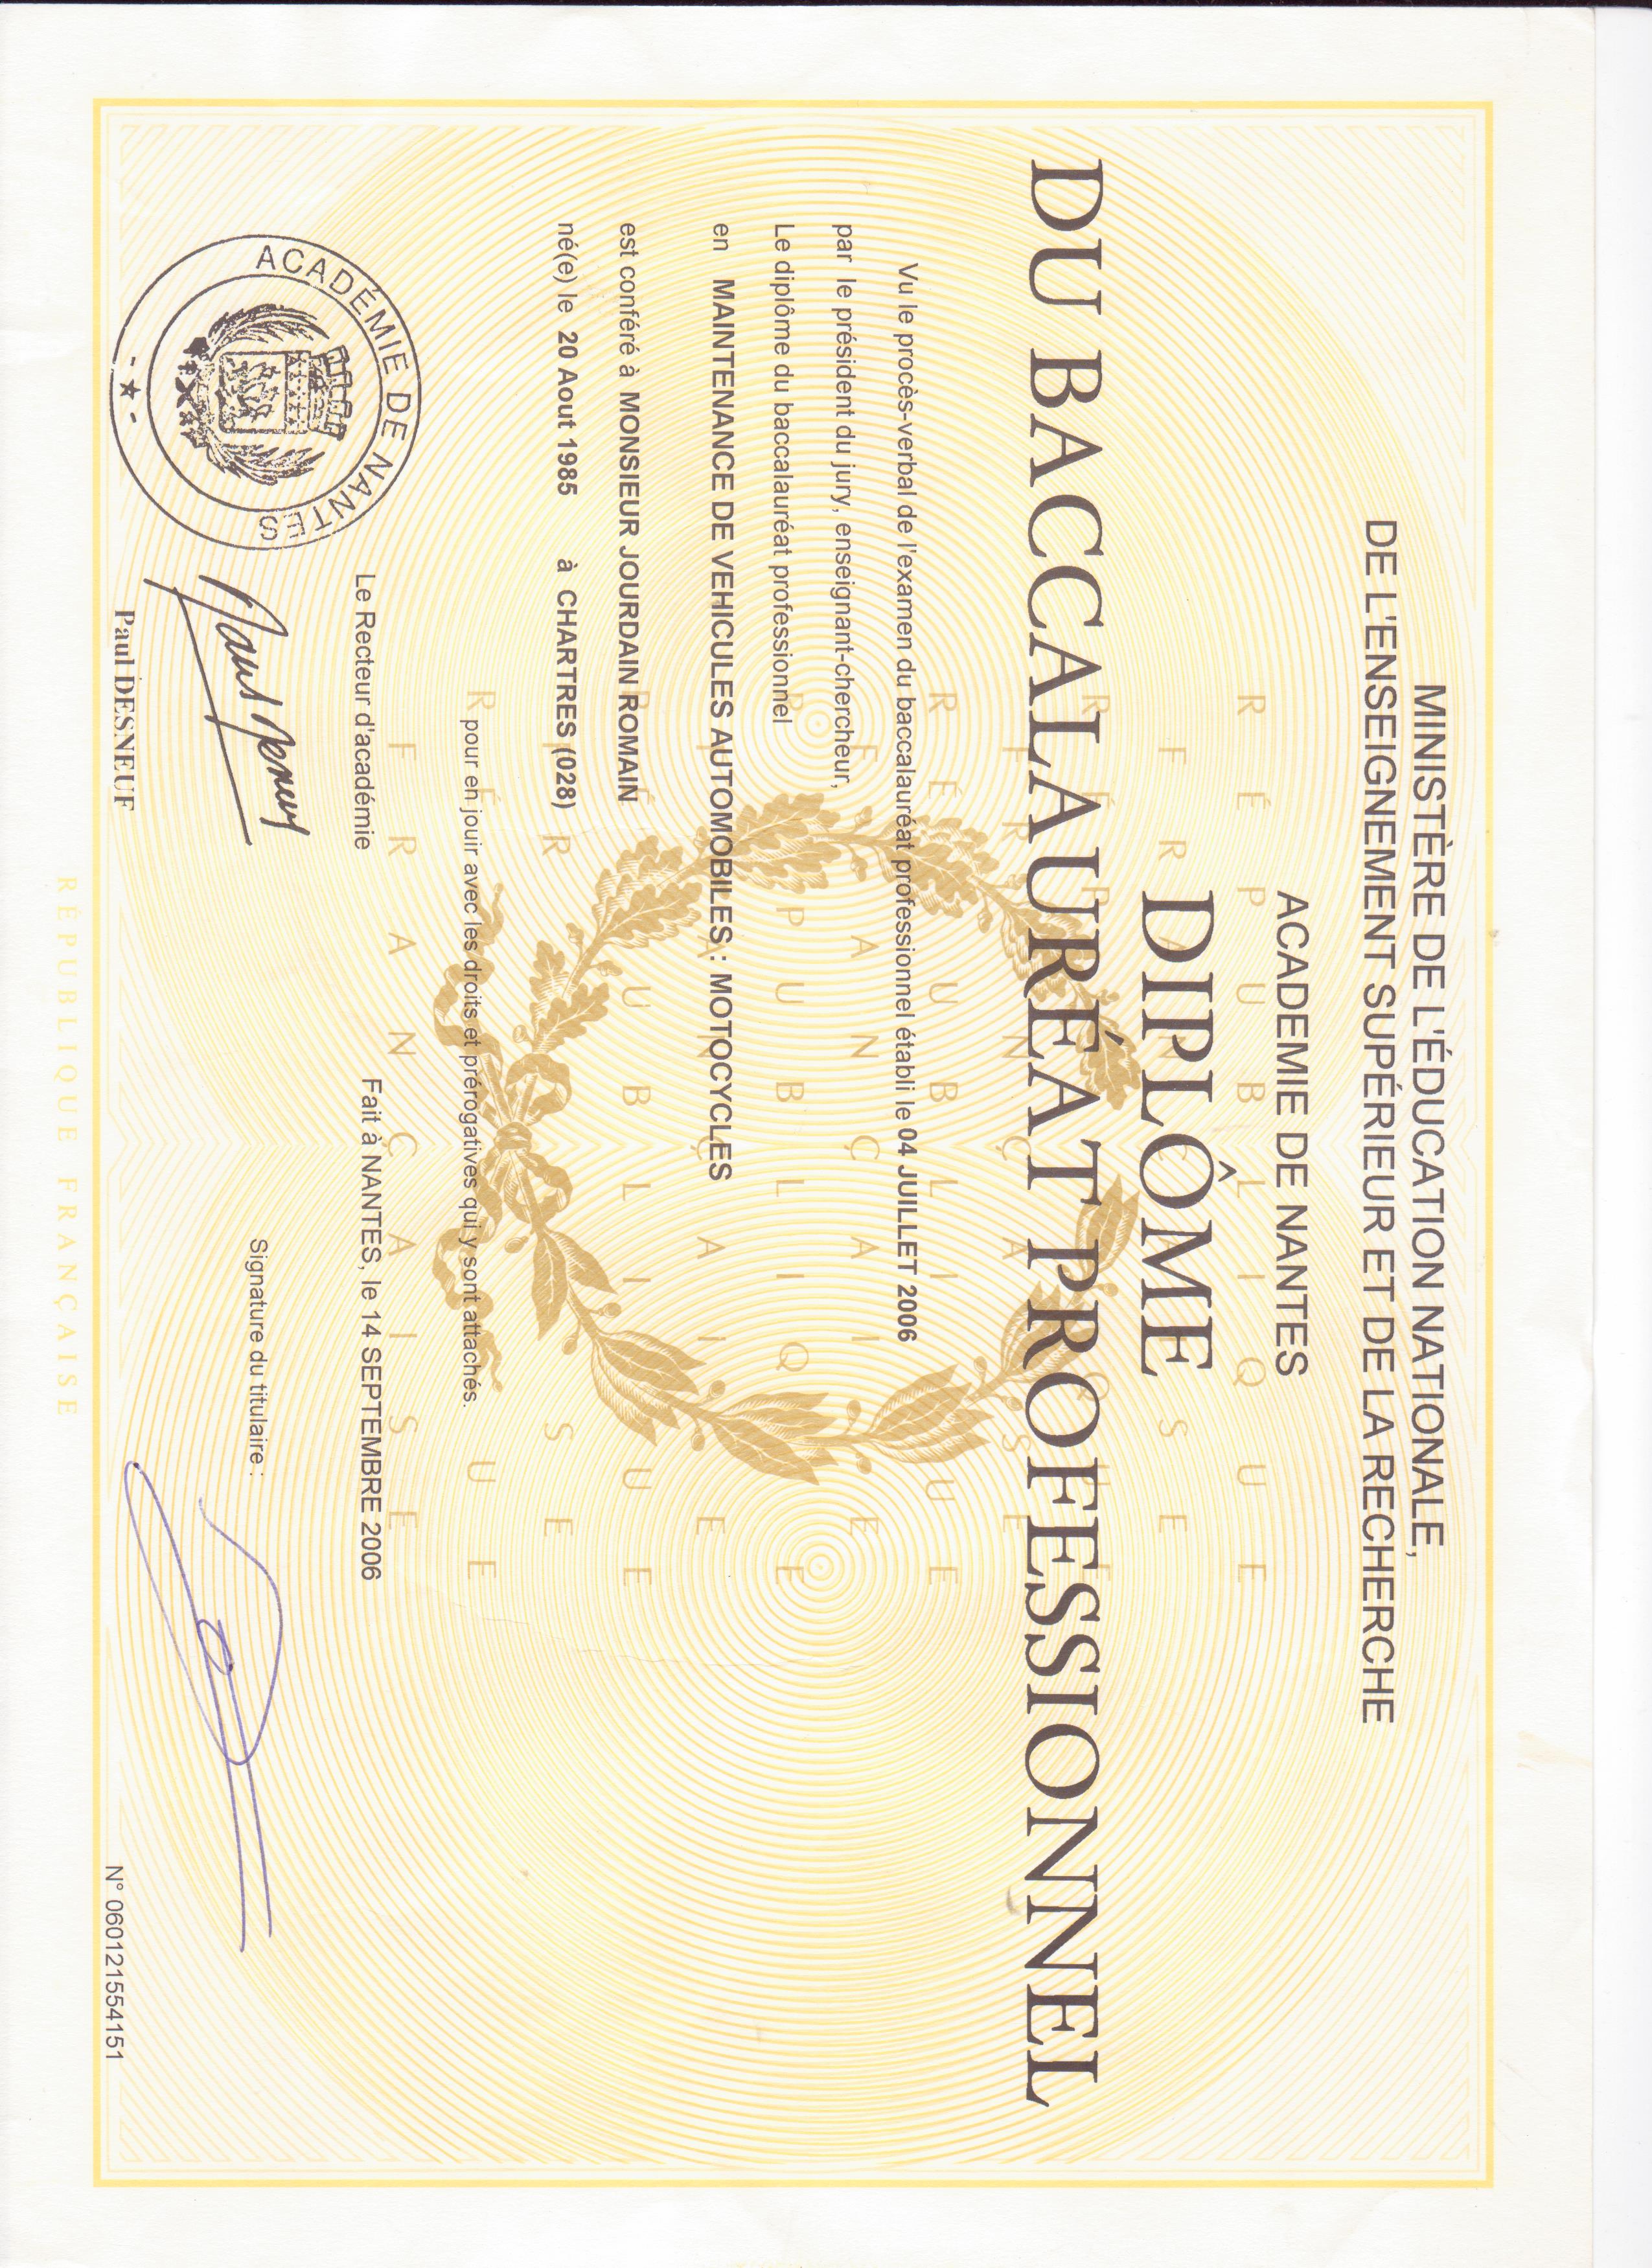 MINISTÈRE DE L'ÉDUCATION NATIONALE,
DE L'ENSEIGNEMENT SUPÉRIEUR ET DE LA RECHERCHE
ACADEMIE DE NANTES
RÉPUBLIQUE
FRANÇAISE
DIPLÔME
DU BACCALAURÉAT PROFESSIONNEL
Vu le procès-verbal de l'examen du baccalauréat professionnel établi le 04 JUILLET 2006
par le président du jury, enseignant-chercheur,
Le diplôme du baccalauréat professionnel
en MAINTENANCE DE VEHICULES AUTOMOBILES : MOTOCYCLES
est conféré à MONSIEUR JOURDAIN ROMAIN
né(e) le 20 Aout 1985 à CHARTRES (028)
pour en jouir avec les droits et prérogatives qui y sont attachés.
FRANÇAISE
ACADÉMIE DE NANTES
Le Recteur d'académie
Fait à NANTES, le 14 SEPTEMBRE 2006
Signature du titulaire :
Paul DESNEUF
N° 060121554151
RÉPUBLIQUE FRANÇAISE